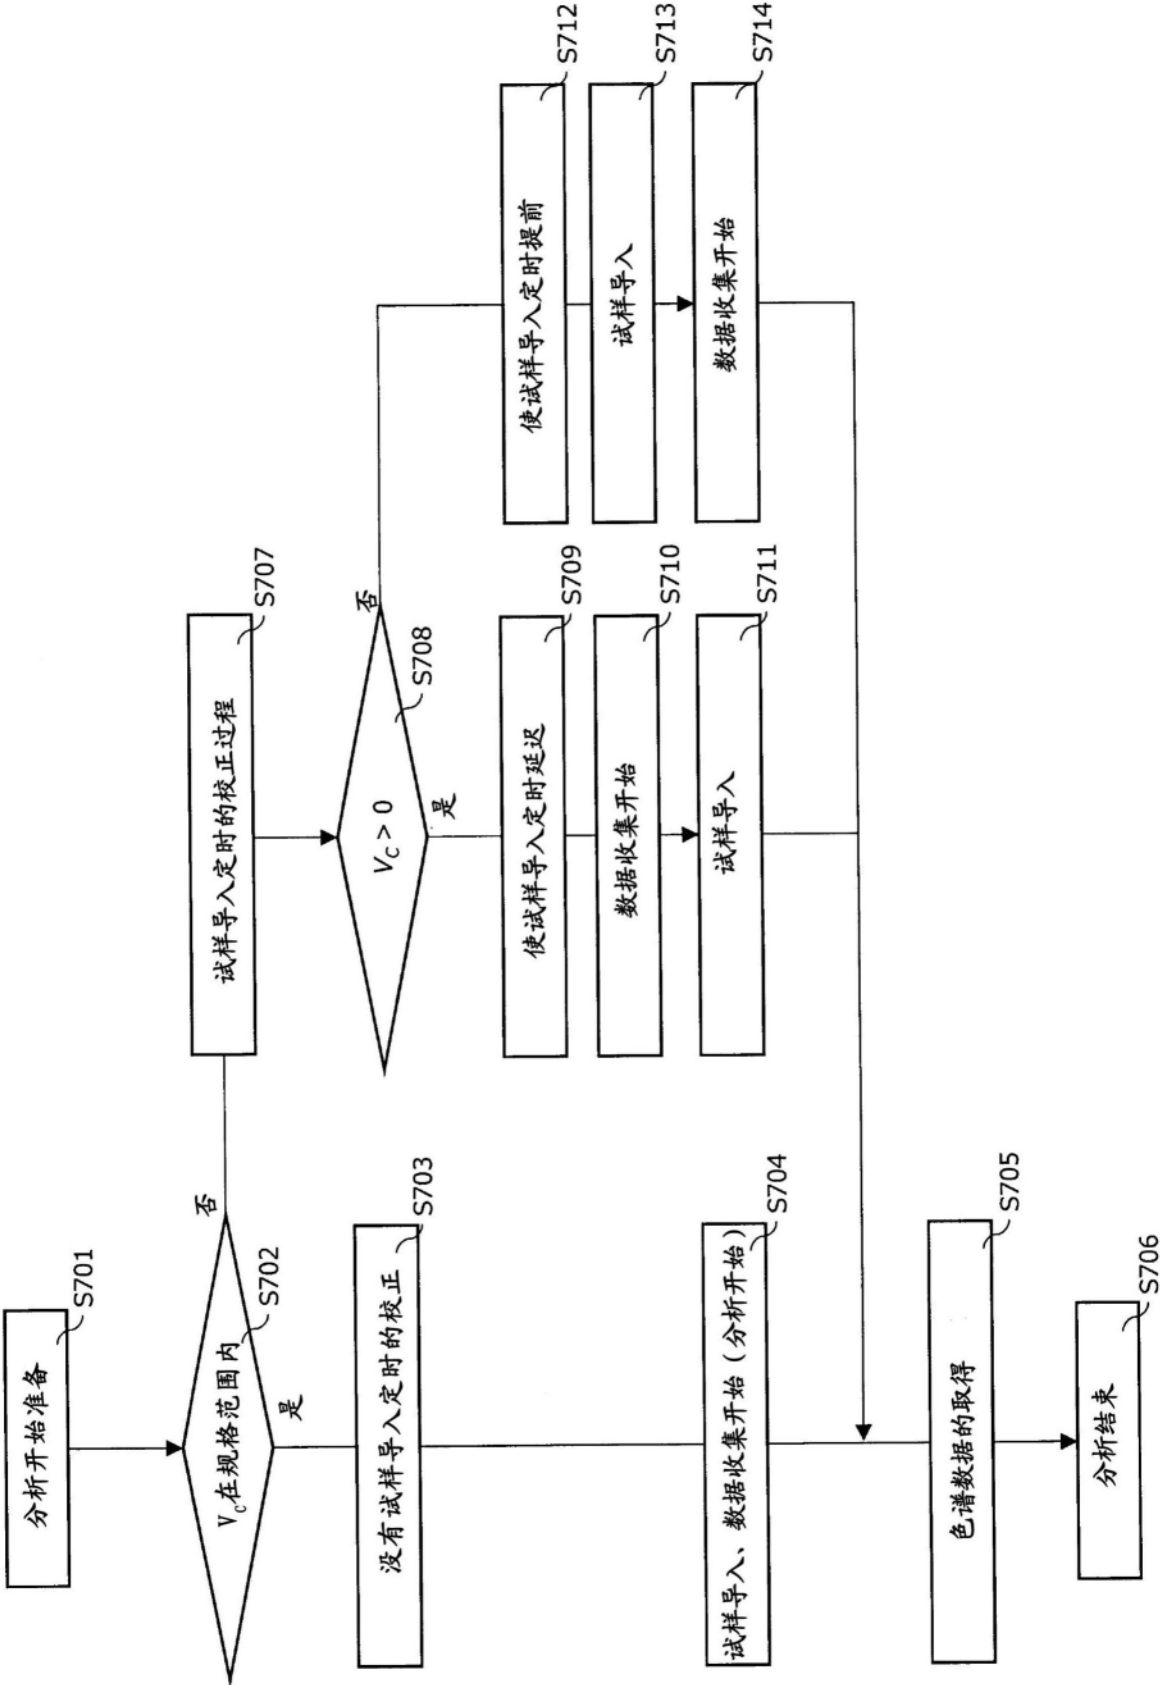 分析开始准备
S701
V_C在规格范围内
S702
是
否
没有试样导入定时的校正
S703
试样导入、数据收集开始(分析开始)
S704
色谱数据的取得
S705
分析结束
S706
试样导入定时的校正过程
S707
V_C > 0
S708
是
否
使试样导入定时延迟
S709
数据收集开始
S710
试样导入
S711
使试样导入定时提前
S712
试样导入
S713
数据收集开始
S714